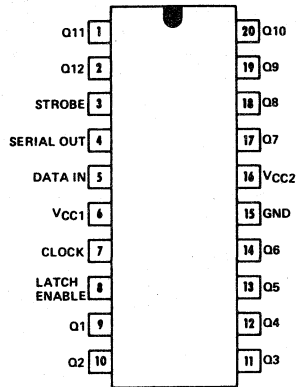 Q11 1 20 Q10
Q12 2 19 Q9
STROBE 3 18 Q8
SERIAL OUT 4 17 Q7
DATA IN 5 16 VCC2
VCC1 6 15 GND
CLOCK 7 14 Q6
LATCH
ENABLE 8 13 Q5
Q1 9 12 Q4
Q2 10 11 Q3